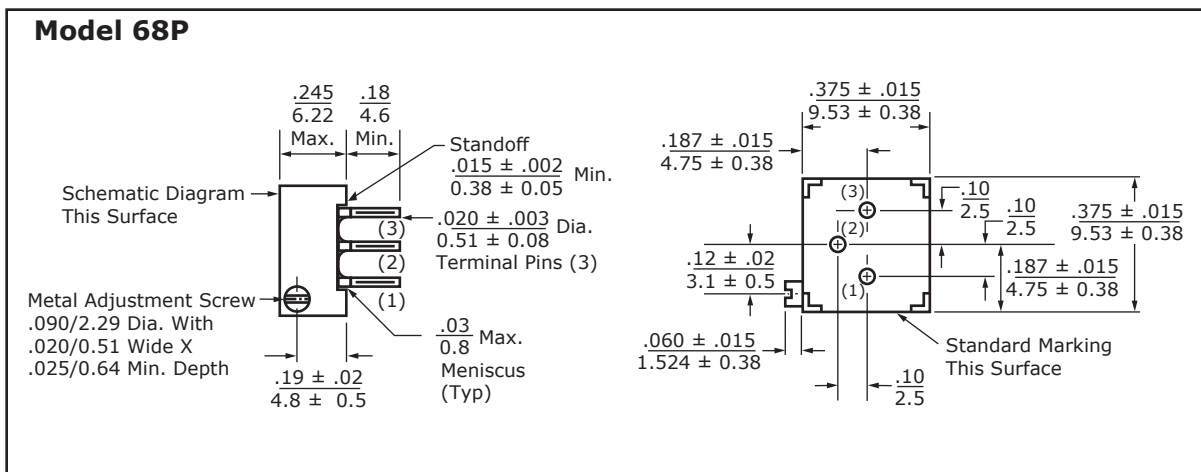 Model 68P
.245
6.22
Max.
.18
4.6
Min.
Standoff
.015 ± .002
0.38 ± 0.05
Min.
Schematic Diagram
This Surface
(3)
(2)
(1)
.020 ± .003
0.51 ± 0.08
Dia.
Terminal Pins (3)
Metal Adjustment Screw
.090/2.29 Dia. With
.020/0.51 Wide X
.025/0.64 Min. Depth
.03
0.8
Max.
Meniscus
(Typ)
.19 ± .02
4.8 ± 0.5
.375 ± .015
9.53 ± 0.38
.187 ± .015
4.75 ± 0.38
(3)
(2)
(1)
.10
2.5
.10
2.5
.375 ± .015
9.53 ± 0.38
.12 ± .02
3.1 ± 0.5
.187 ± .015
4.75 ± 0.38
.060 ± .015
1.524 ± 0.38
Standard Marking
This Surface
.10
2.5